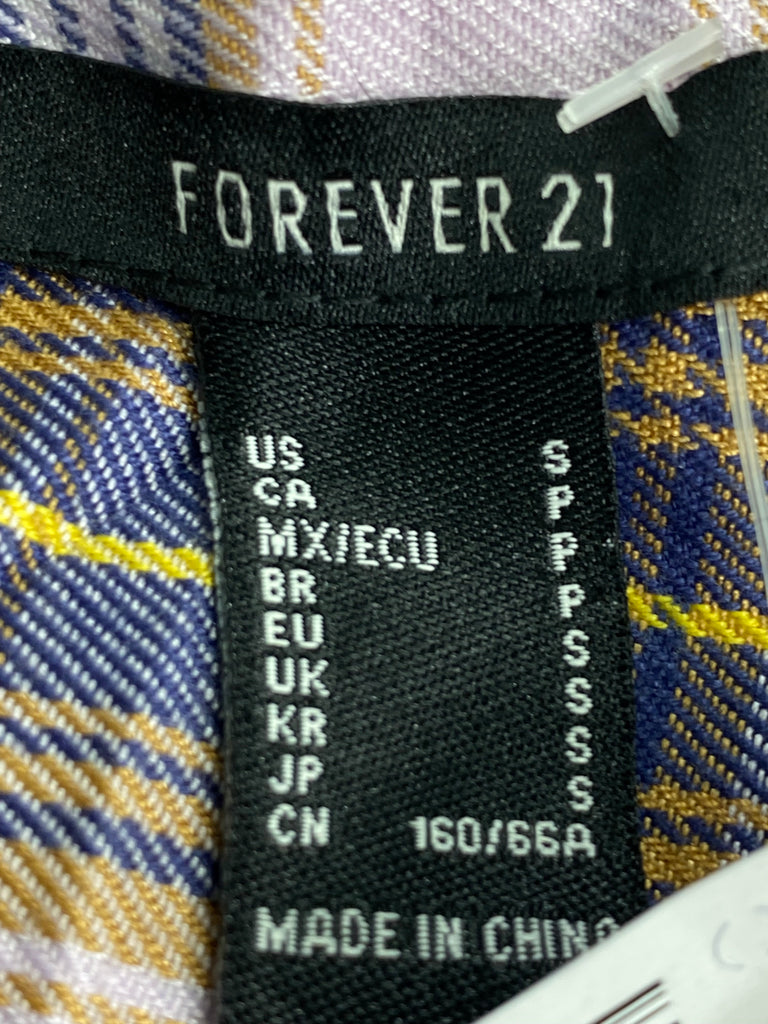 FOREVER 21
US S
CA P
MX/ECU P
BR P
EU S
UK S
KR S
JP S
CN 160/66A
MADE IN CHINA